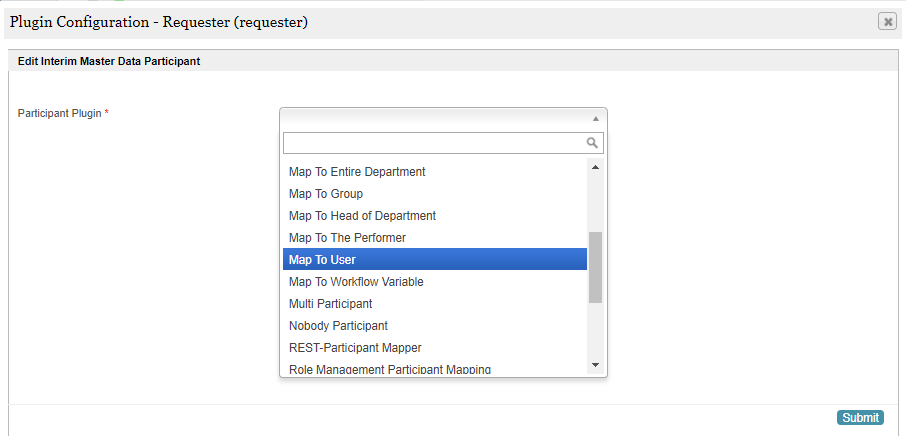 Plugin Configuration - Requester (requester)
Edit Interim Master Data Participant
Participant Plugin *
Map To Entire Department
Map To Group
Map To Head of Department
Map To The Performer
Map To User
Map To Workflow Variable
Multi Participant
Nobody Participant
REST-Participant Mapper
Role Management Participant Mapping
Submit